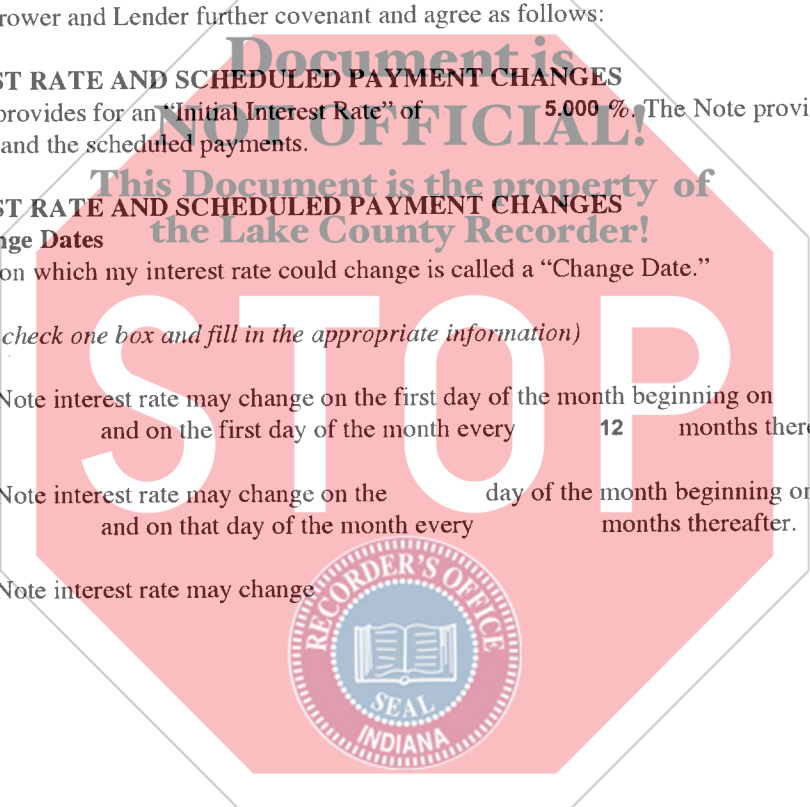 rower and Lender further covenant and agree as follows:
Document is
ST RATE AND SCHEDULED PAYMENT CHANGES
provides for an “Initial Interest Rate” of 5.000 %. The Note provi
NOT OFFICIAL!
and the scheduled payments.
This Document is the property of
ST RATE AND SCHEDULED PAYMENT CHANGES
the Lake County Recorder!
nge Dates
on which my interest rate could change is called a “Change Date.”
check one box and fill in the appropriate information)
STOP
Note interest rate may change on the first day of the month beginning on
and on the first day of the month every 12 months there
Note interest rate may change on the day of the month beginning on
and on that day of the month every months thereafter.
Note interest rate may change
RECORDER'S OFFICE
SEAL
INDIANA